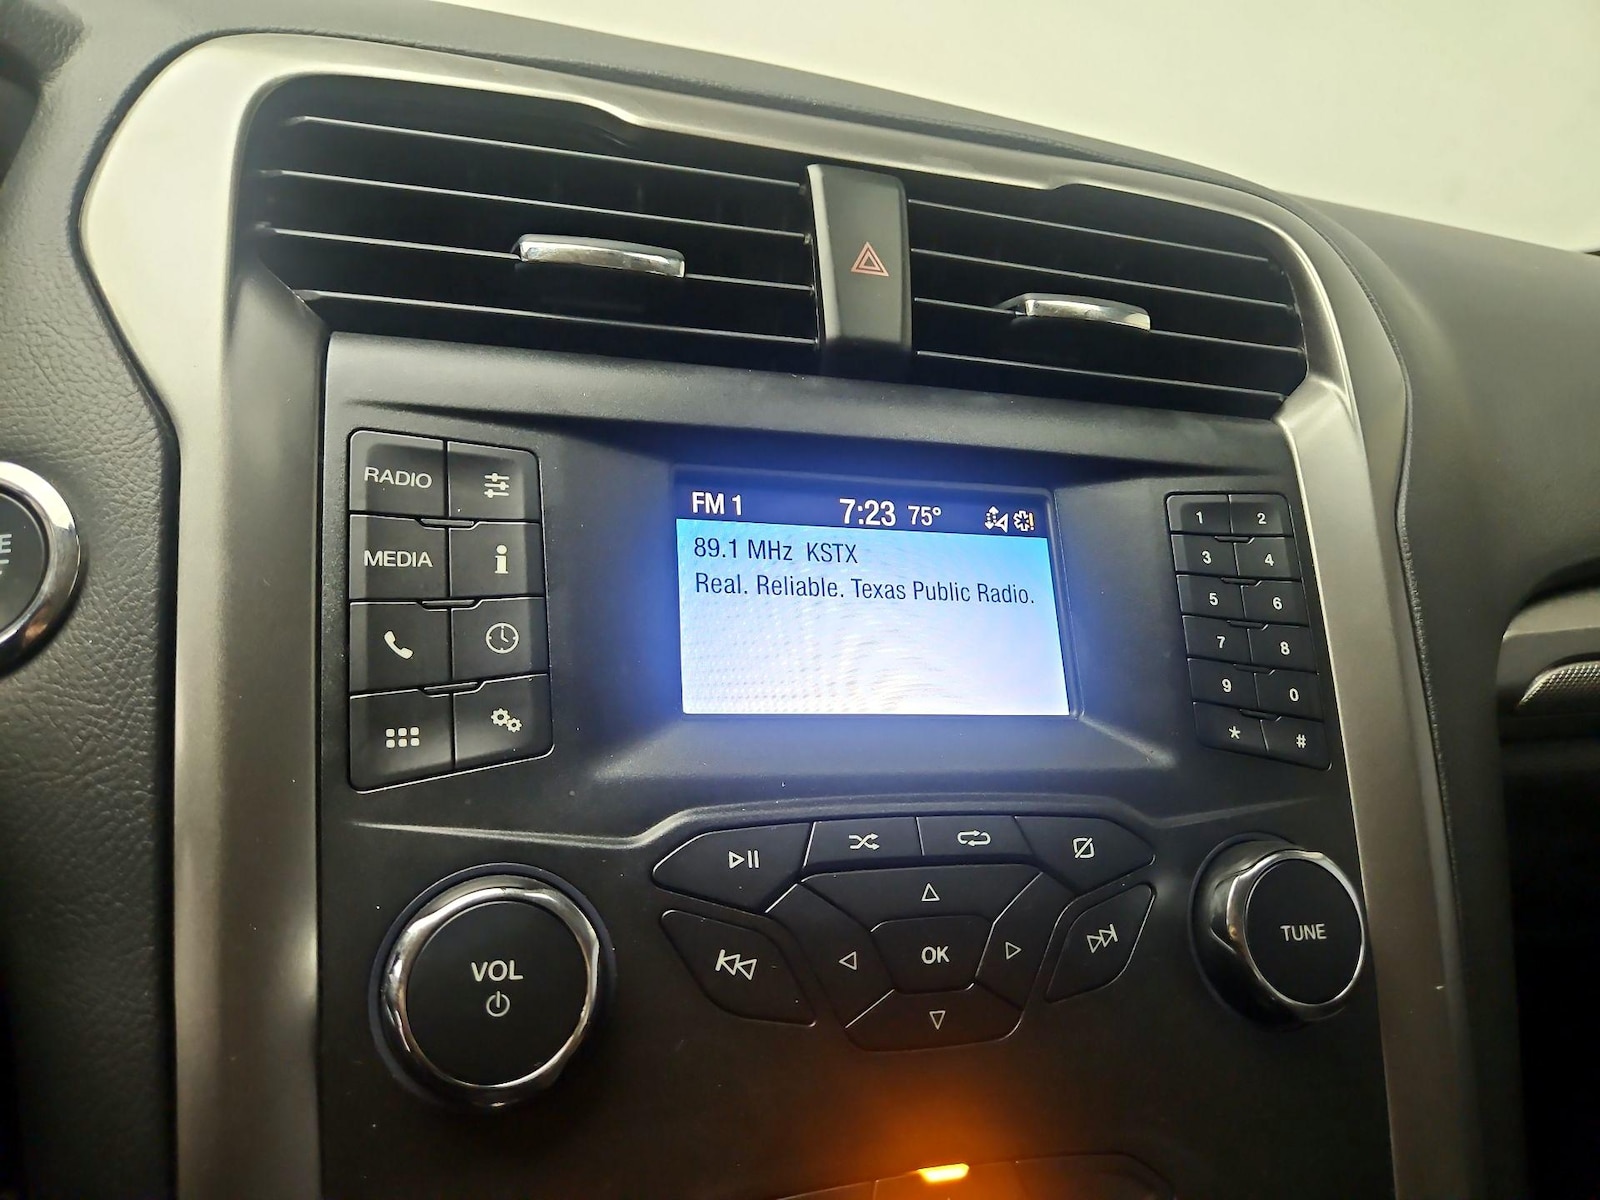 FM 1 7:23 75°
89.1 MHz KSTX
Real. Reliable. Texas Public Radio.
RADIO
MEDIA
1 2
3 4
5 6
7 8
9 0
* #
VOL
OK
TUNE